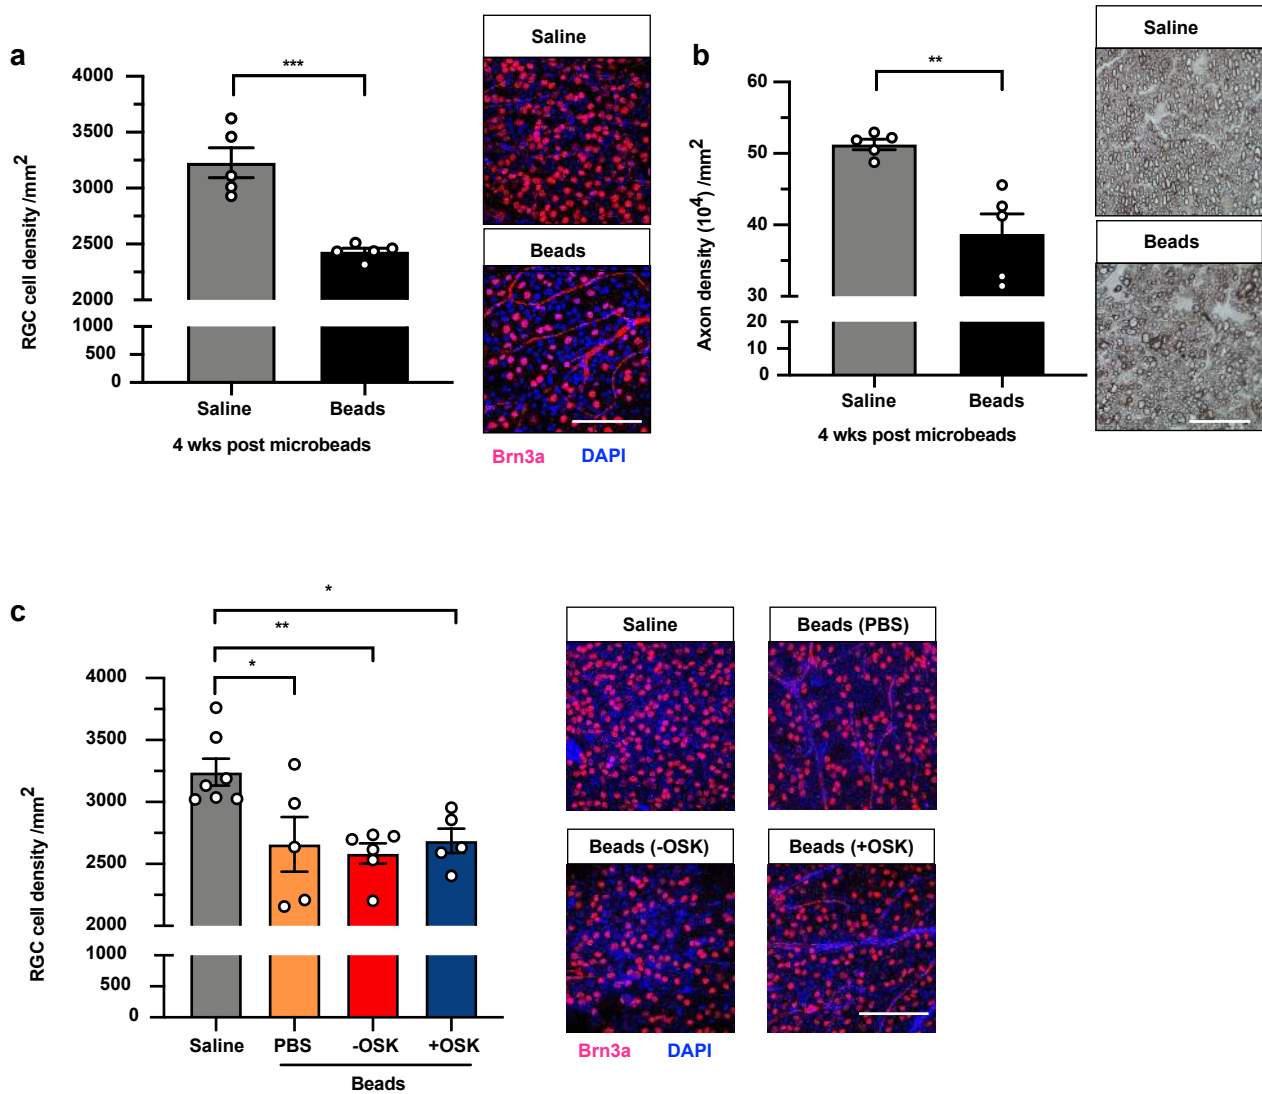 a
RGC cell density /mm2
4000
3500
3000
2500
2000
1000
500
0
***
Saline
Beads
4 wks post microbeads
Saline
Beads
Brn3a DAPI
b
Axon density (10^4) /mm2
60
50
40
30
20
10
0
**
Saline
Beads
4 wks post microbeads
Saline
Beads
c
RGC cell density /mm2
4000
3500
3000
2500
2000
1000
500
0
*
**
*
Saline
PBS
-OSK
+OSK
Beads
Saline
Beads (PBS)
Beads (-OSK)
Beads (+OSK)
Brn3a DAPI